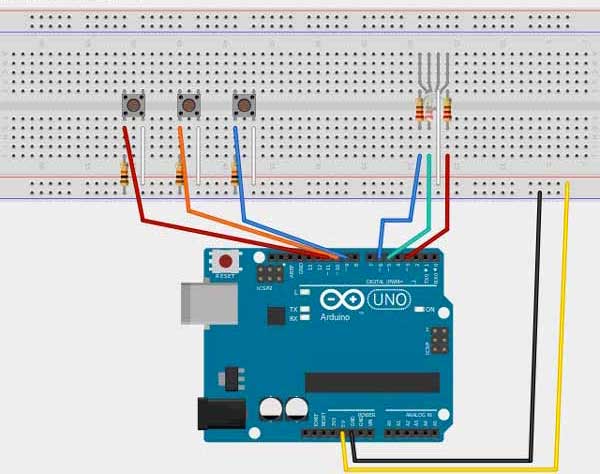 RESET
ICSP2
AREF
GND
13
12
~11
~10
~9
8
7
~6
~5
4
~3
2
TX0 1
RX0 0
DIGITAL (PWM~)
L
TX
RX
UNO
ON
Arduino
ICSP
IOREF
RESET
3V3
5V
GND
GND
VIN
POWER
ANALOG IN
A0
A1
A2
A3
A4
A5